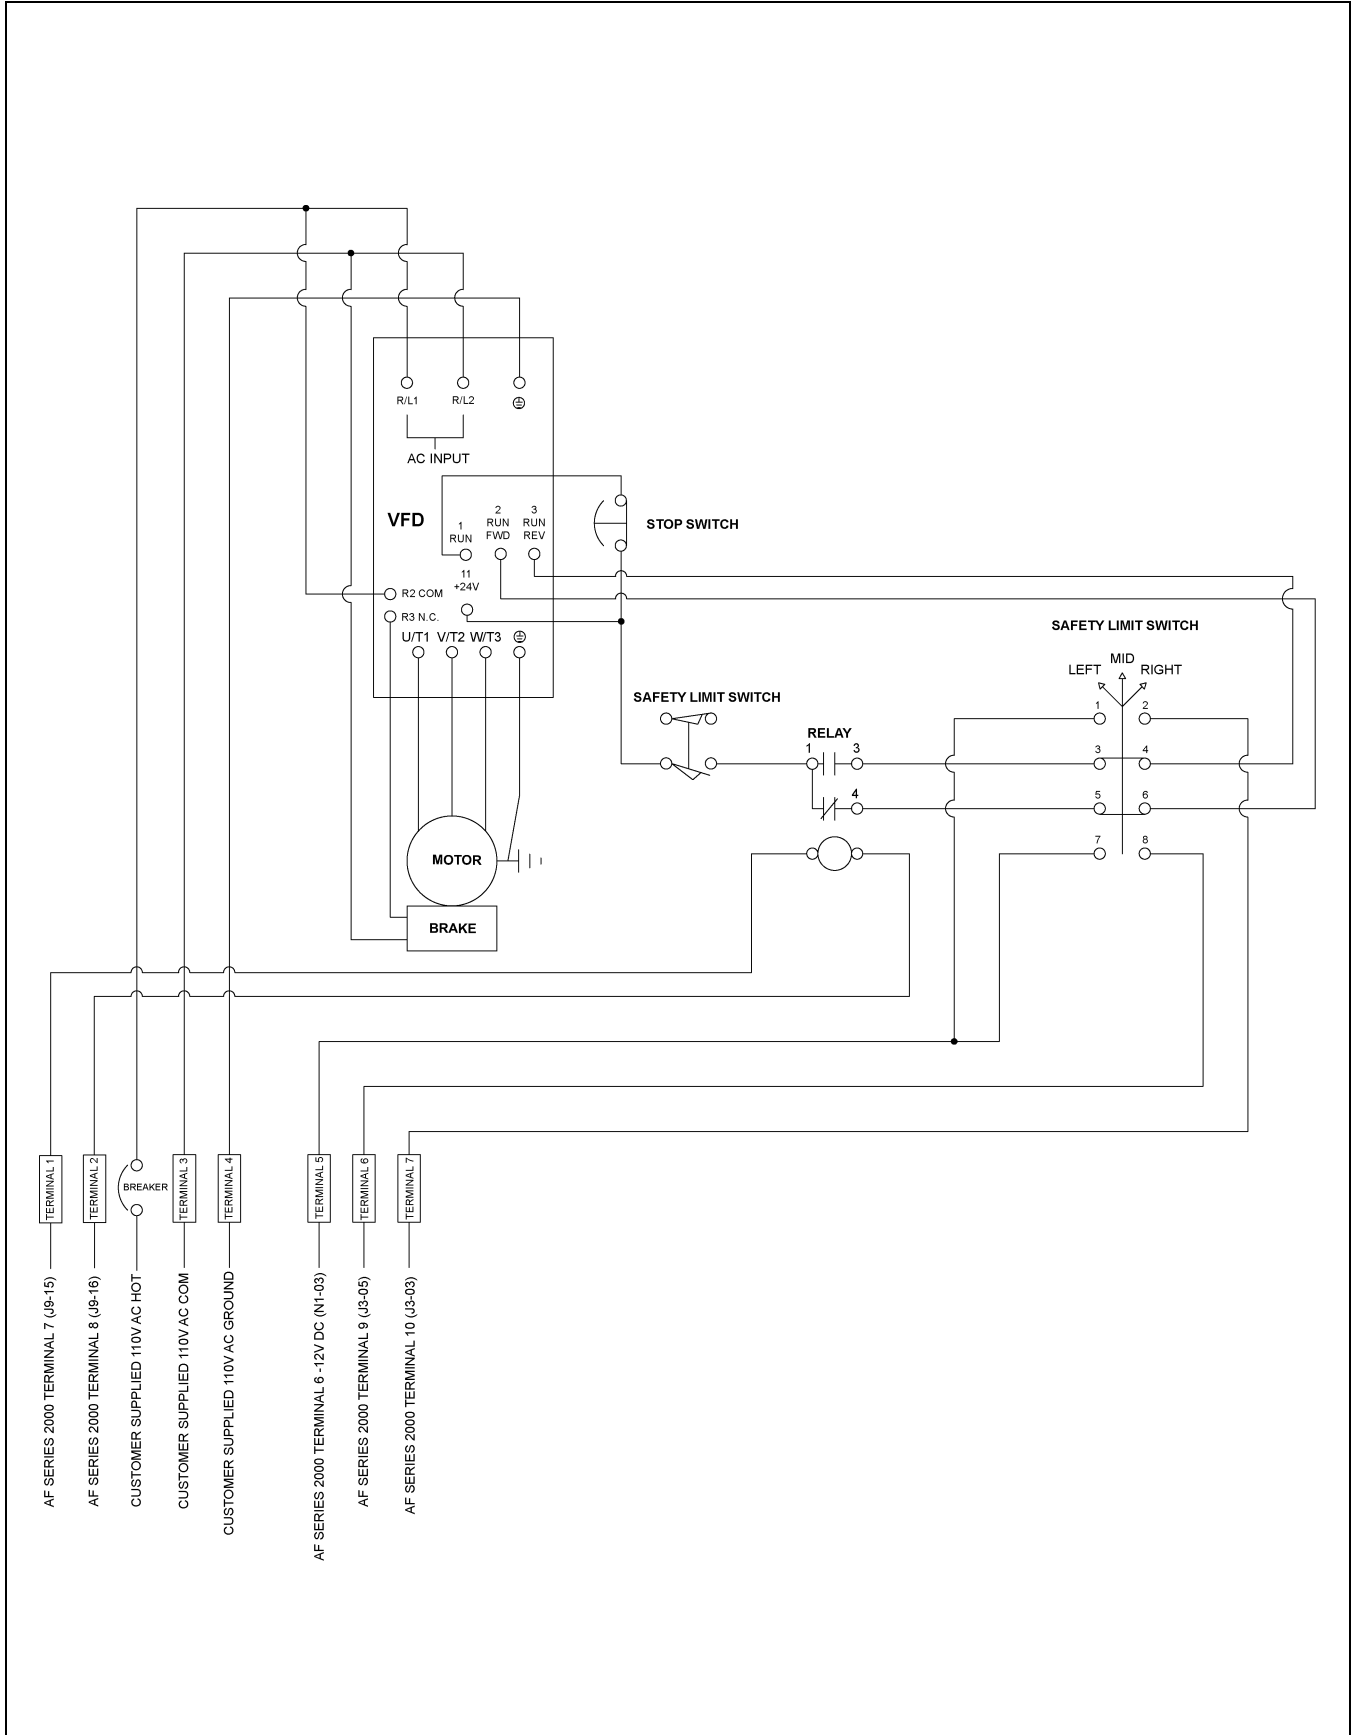 R/L1
R/L2
AC INPUT
VFD
1
RUN
2
RUN
FWD
3
RUN
REV
STOP SWITCH
11
+24V
R2 COM
R3 N.C.
U/T1
V/T2
W/T3
SAFETY LIMIT SWITCH
LEFT
MID
RIGHT
SAFETY LIMIT SWITCH
RELAY
1
3
4
1
2
3
4
5
6
7
8
MOTOR
BRAKE
TERMINAL 1
TERMINAL 2
BREAKER
TERMINAL 3
TERMINAL 4
TERMINAL 5
TERMINAL 6
TERMINAL 7
AF SERIES 2000 TERMINAL 7 (J9-15)
AF SERIES 2000 TERMINAL 8 (J9-16)
CUSTOMER SUPPLIED 110V AC HOT
CUSTOMER SUPPLIED 110V AC COM
CUSTOMER SUPPLIED 110V AC GROUND
AF SERIES 2000 TERMINAL 6 -12V DC (N1-03)
AF SERIES 2000 TERMINAL 9 (J3-05)
AF SERIES 2000 TERMINAL 10 (J3-03)